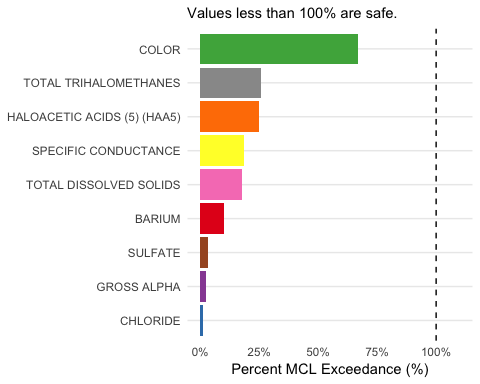 Values less than 100% are safe.
COLOR
TOTAL TRIHALOMETHANES
HALOACETIC ACIDS (5) (HAA5)
SPECIFIC CONDUCTANCE
TOTAL DISSOLVED SOLIDS
BARIUM
SULFATE
GROSS ALPHA
CHLORIDE
0% 25% 50% 75% 100%
Percent MCL Exceedance (%)